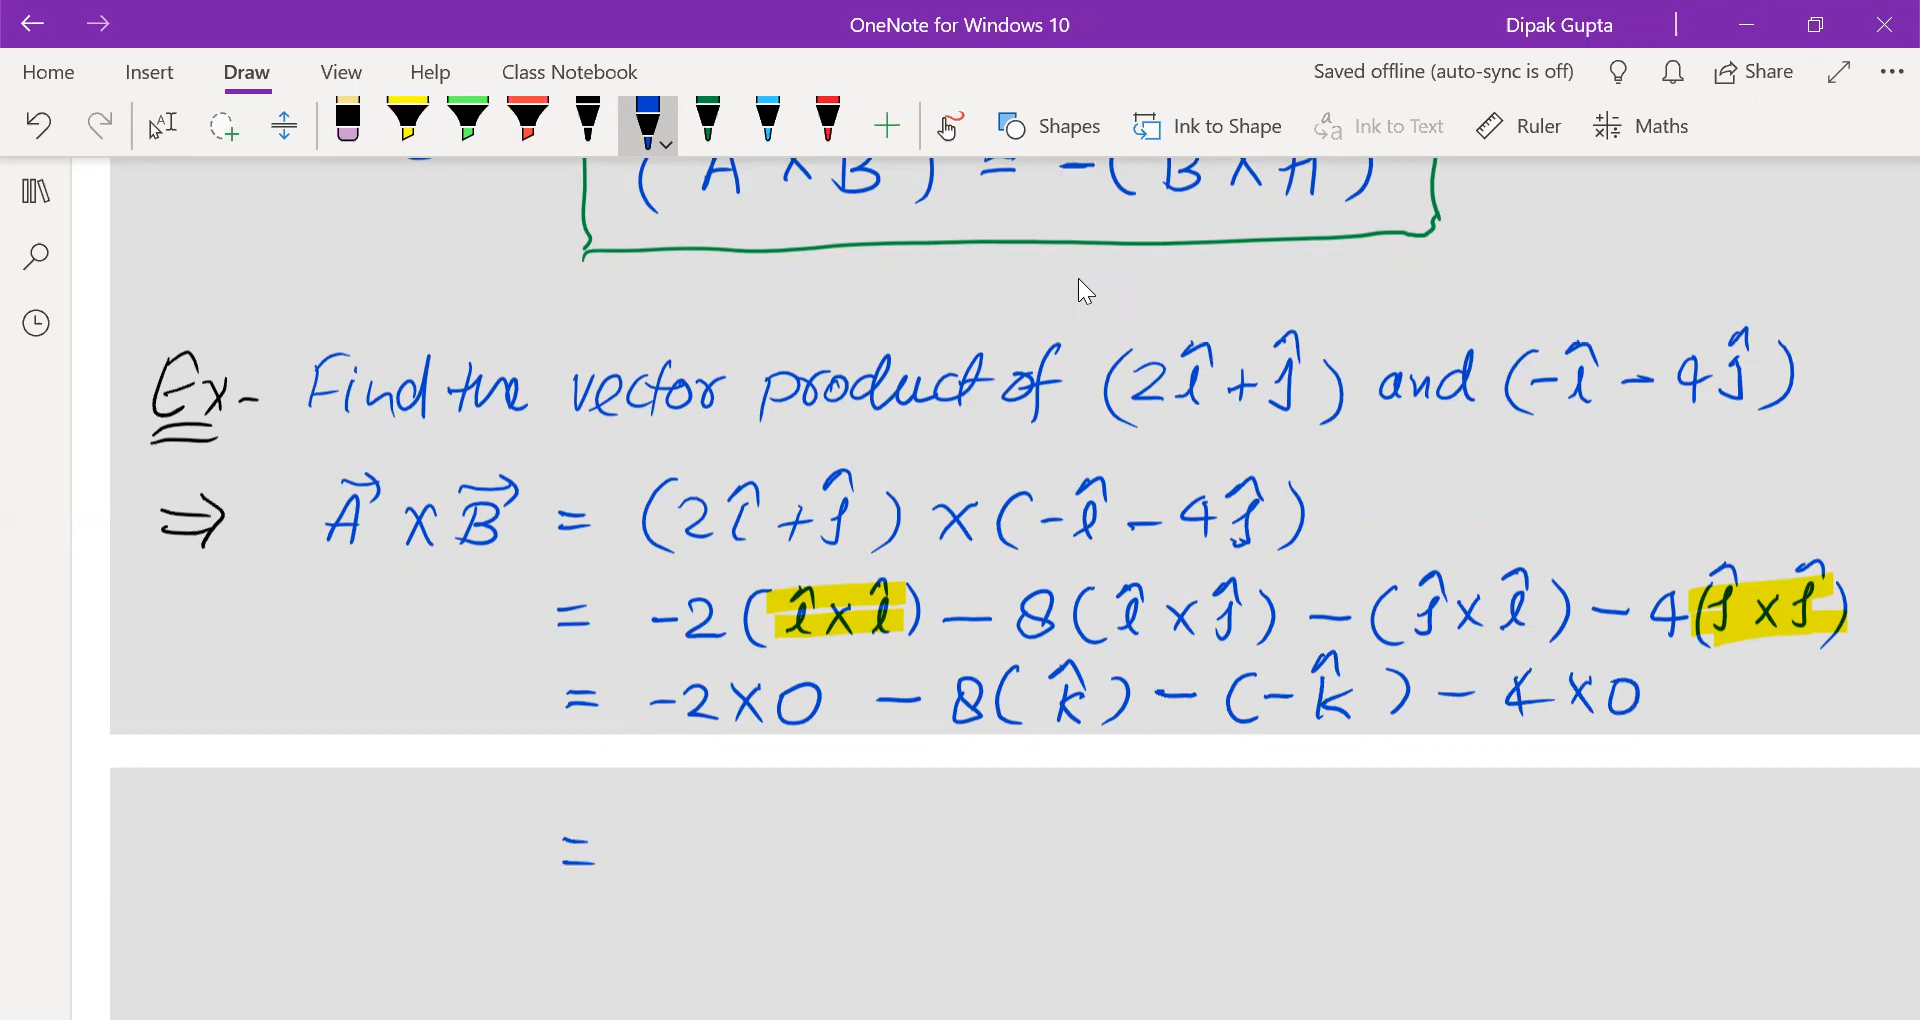 OneNote for Windows 10 Dipak Gupta
Home Insert Draw View Help Class Notebook Saved offline (auto-sync is off) Share
Shapes Ink to Shape Ink to Text Ruler Maths
(A × B) = -(B × A)
Ex- Find the vector product of (2î + ĵ) and (-î - 4ĵ)
⇒ A⃗ × B⃗ = (2î + ĵ) × (-î - 4ĵ)
= -2(î × î) - 8(î × ĵ) - (ĵ × î) - 4(ĵ × ĵ)
= -2 × 0 - 8(k̂) - (-k̂) - 4 × 0
=